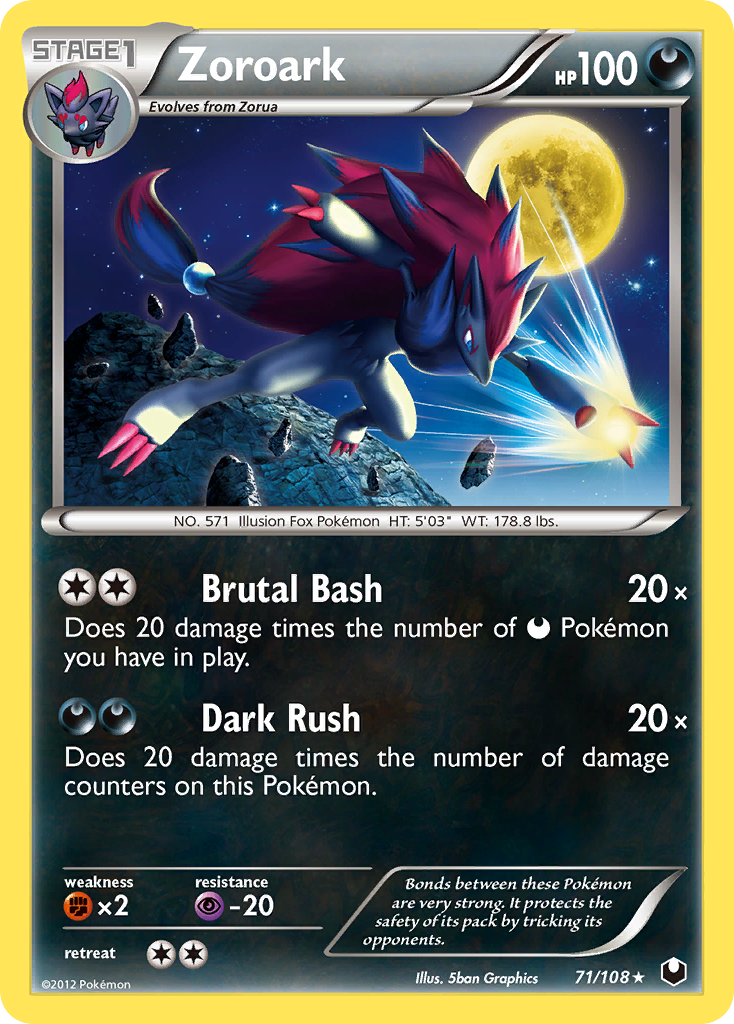 STAGE1
Zoroark
HP100
Evolves from Zorua
NO. 571 Illusion Fox Pokémon HT: 5'03" WT: 178.8 lbs.
Brutal Bash 20×
Does 20 damage times the number of Pokémon
you have in play.
Dark Rush 20×
Does 20 damage times the number of damage
counters on this Pokémon.
weakness resistance
×2 -20
retreat
Bonds between these Pokémon
are very strong. It protects the
safety of its pack by tricking its
opponents.
©2012 Pokémon
Illus. 5ban Graphics 71/108★